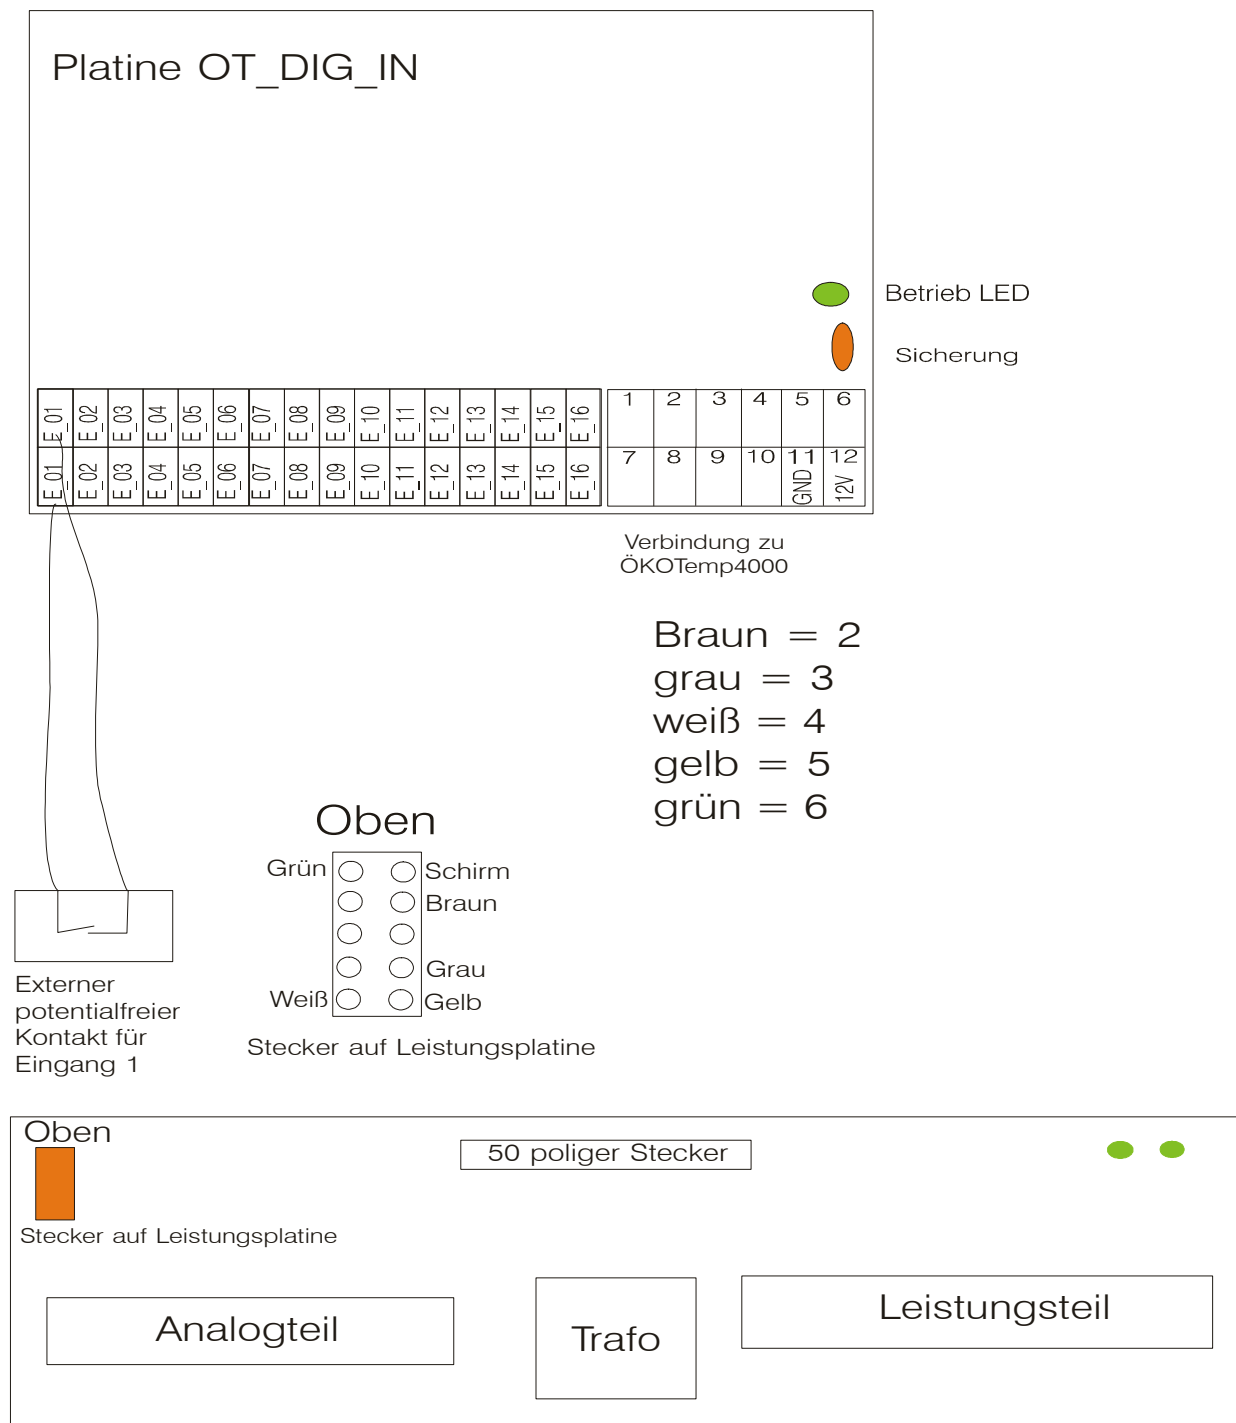 Platine OT_DIG_IN
Betrieb LED
Sicherung
E_01 E_02 E_03 E_04 E_05 E_06 E_07 E_08 E_09 E_10 E_11 E_12 E_13 E_14 E_15 E_16
1 2 3 4 5 6
E_01 E_02 E_03 E_04 E_05 E_06 E_07 E_08 E_09 E_10 E_11 E_12 E_13 E_14 E_15 E_16
7 8 9 10 11 12
GND 12V
Verbindung zu
ÖKOTemp4000
Braun = 2
grau = 3
weiß = 4
gelb = 5
grün = 6
Oben
Grün Schirm
Braun
Grau
Weiß Gelb
Stecker auf Leistungsplatine
Externer
potentialfreier
Kontakt für
Eingang 1
Oben
50 poliger Stecker
Stecker auf Leistungsplatine
Analogteil
Trafo
Leistungsteil